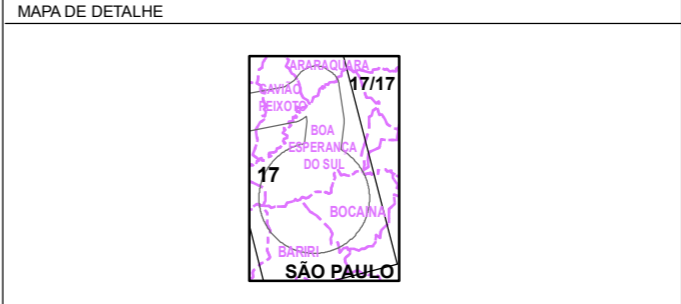 MAPA DE DETALHE
ARARAQUARA
17/17
GAVIÃO
PEIXOTO
BOA
ESPERANÇA
DO SUL
17
BOCAINA
BARIRI
SÃO PAULO